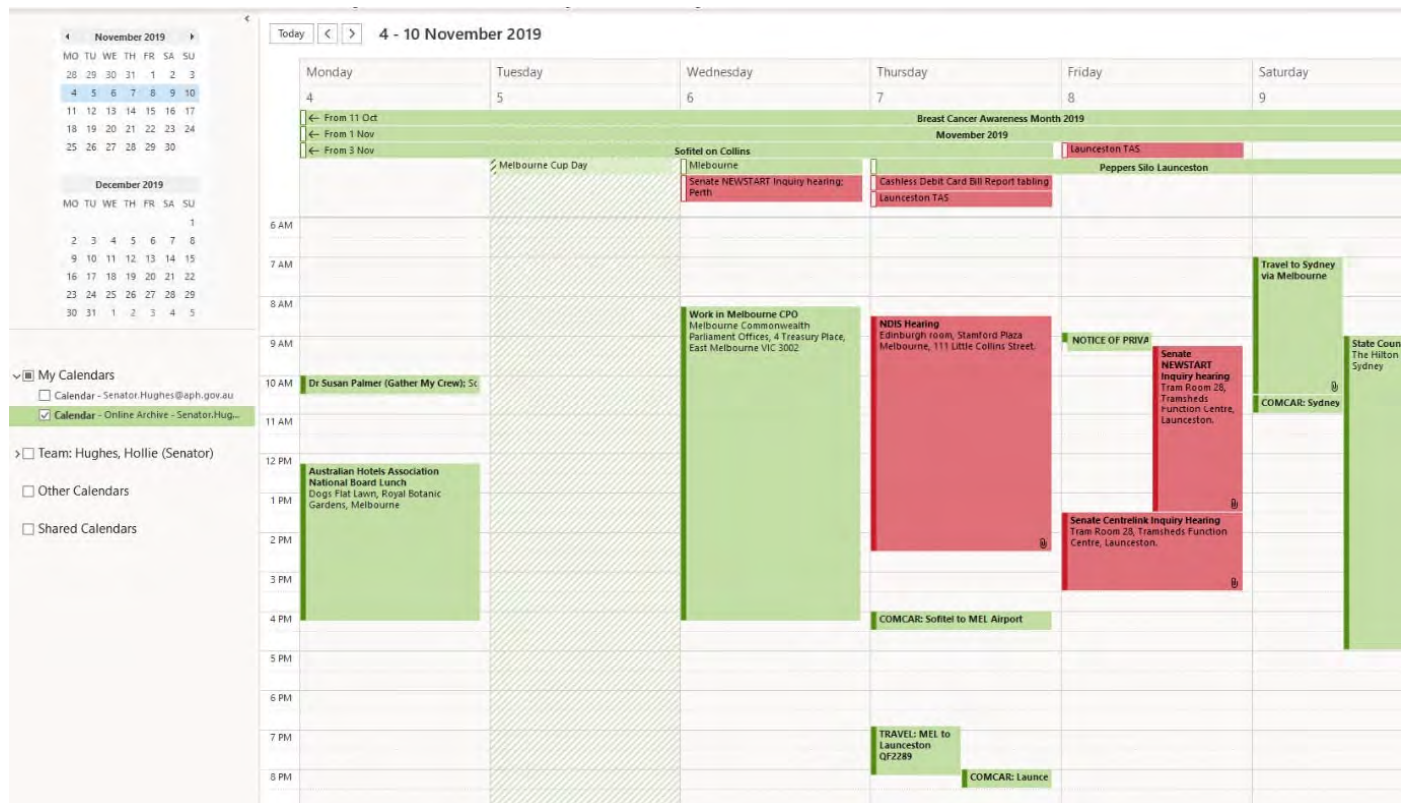 November 2019
MO TU WE TH FR SA SU
28 29 30 31 1 2 3
4 5 6 7 8 9 10
11 12 13 14 15 16 17
18 19 20 21 22 23 24
25 26 27 28 29 30
December 2019
MO TU WE TH FR SA SU
1
2 3 4 5 6 7 8
9 10 11 12 13 14 15
16 17 18 19 20 21 22
23 24 25 26 27 28 29
30 31 1 2 3 4 5
My Calendars
Calendar - Senator.Hughes@aph.gov.au
Calendar - Online Archive - Senator.Hug...
Team: Hughes, Hollie (Senator)
Other Calendars
Shared Calendars
Today < > 4 - 10 November 2019
Monday Tuesday Wednesday Thursday Friday Saturday
4 5 6 7 8 9
← From 11 Oct Breast Cancer Awareness Month 2019
← From 1 Nov Movember 2019
← From 3 Nov Sofitel on Collins
Launceston TAS
Melbourne Cup Day
Mlebourne
Peppers Silo Launceston
Senate NEWSTART Inquiry hearing;
Perth
Cashless Debit Card Bill Report tabling
Launceston TAS
6 AM
7 AM
8 AM
9 AM
10 AM
11 AM
12 PM
1 PM
2 PM
3 PM
4 PM
5 PM
6 PM
7 PM
8 PM
Dr Susan Palmer (Gather My Crew); Sc
Australian Hotels Association
National Board Lunch
Dogs Flat Lawn, Royal Botanic
Gardens, Melbourne
Work in Melbourne CPO
Melbourne Commonwealth
Parliament Offices, 4 Treasury Place,
East Melbourne VIC 3002
NDIS Hearing
Edinburgh room, Stamford Plaza
Melbourne, 111 Little Collins Street.
COMCAR: Sofitel to MEL Airport
TRAVEL: MEL to
Launceston
QF2289
COMCAR: Launce
NOTICE OF PRIVA
Senate
NEWSTART
Inquiry hearing
Tram Room 28,
Tramsheds
Function Centre,
Launceston.
Senate Centrelink Inquiry Hearing
Tram Room 28, Tramsheds Function
Centre, Launceston.
Travel to Sydney
via Melbourne
COMCAR: Sydney
State Coun
The Hilton
Sydney